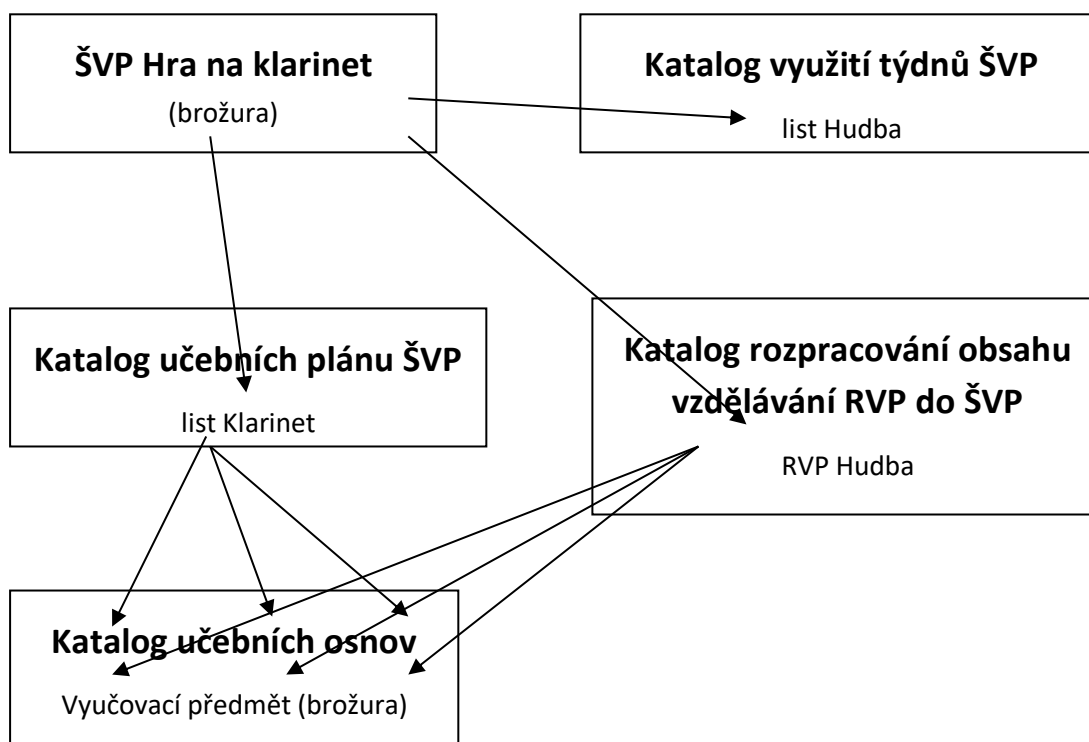 ŠVP Hra na klarinet
(brožura)
Katalog využití týdnů ŠVP
list Hudba
Katalog učebních plánu ŠVP
list Klarinet
Katalog rozpracování obsahu
vzdělávání RVP do ŠVP
RVP Hudba
Katalog učebních osnov
Vyučovací předmět (brožura)